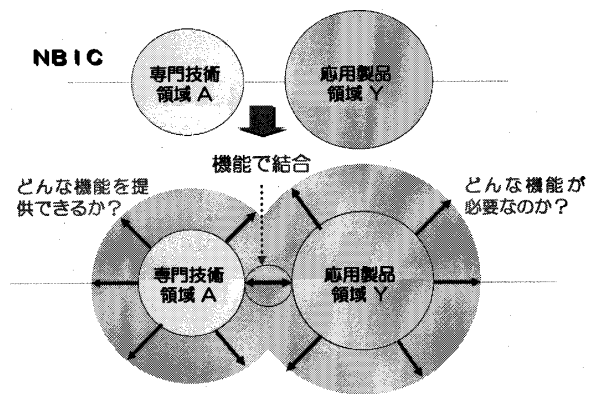 NBIC
専門技術
領域 A
応用製品
領域 Y
機能で結合
どんな機能を提
供できるか?
どんな機能が
必要なのか?
専門技術
領域 A
応用製品
領域 Y